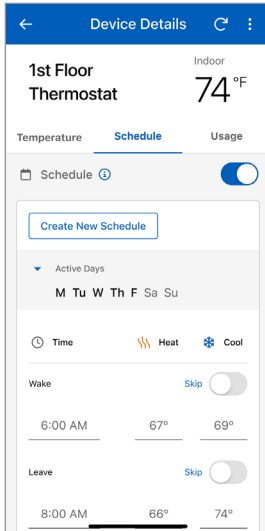 Device Details
Indoor
1st Floor
Thermostat
74°F
Temperature Schedule Usage
Schedule
Create New Schedule
Active Days
M Tu W Th F Sa Su
Time Heat Cool
Wake Skip
6:00 AM 67° 69°
Leave Skip
8:00 AM 66° 74°